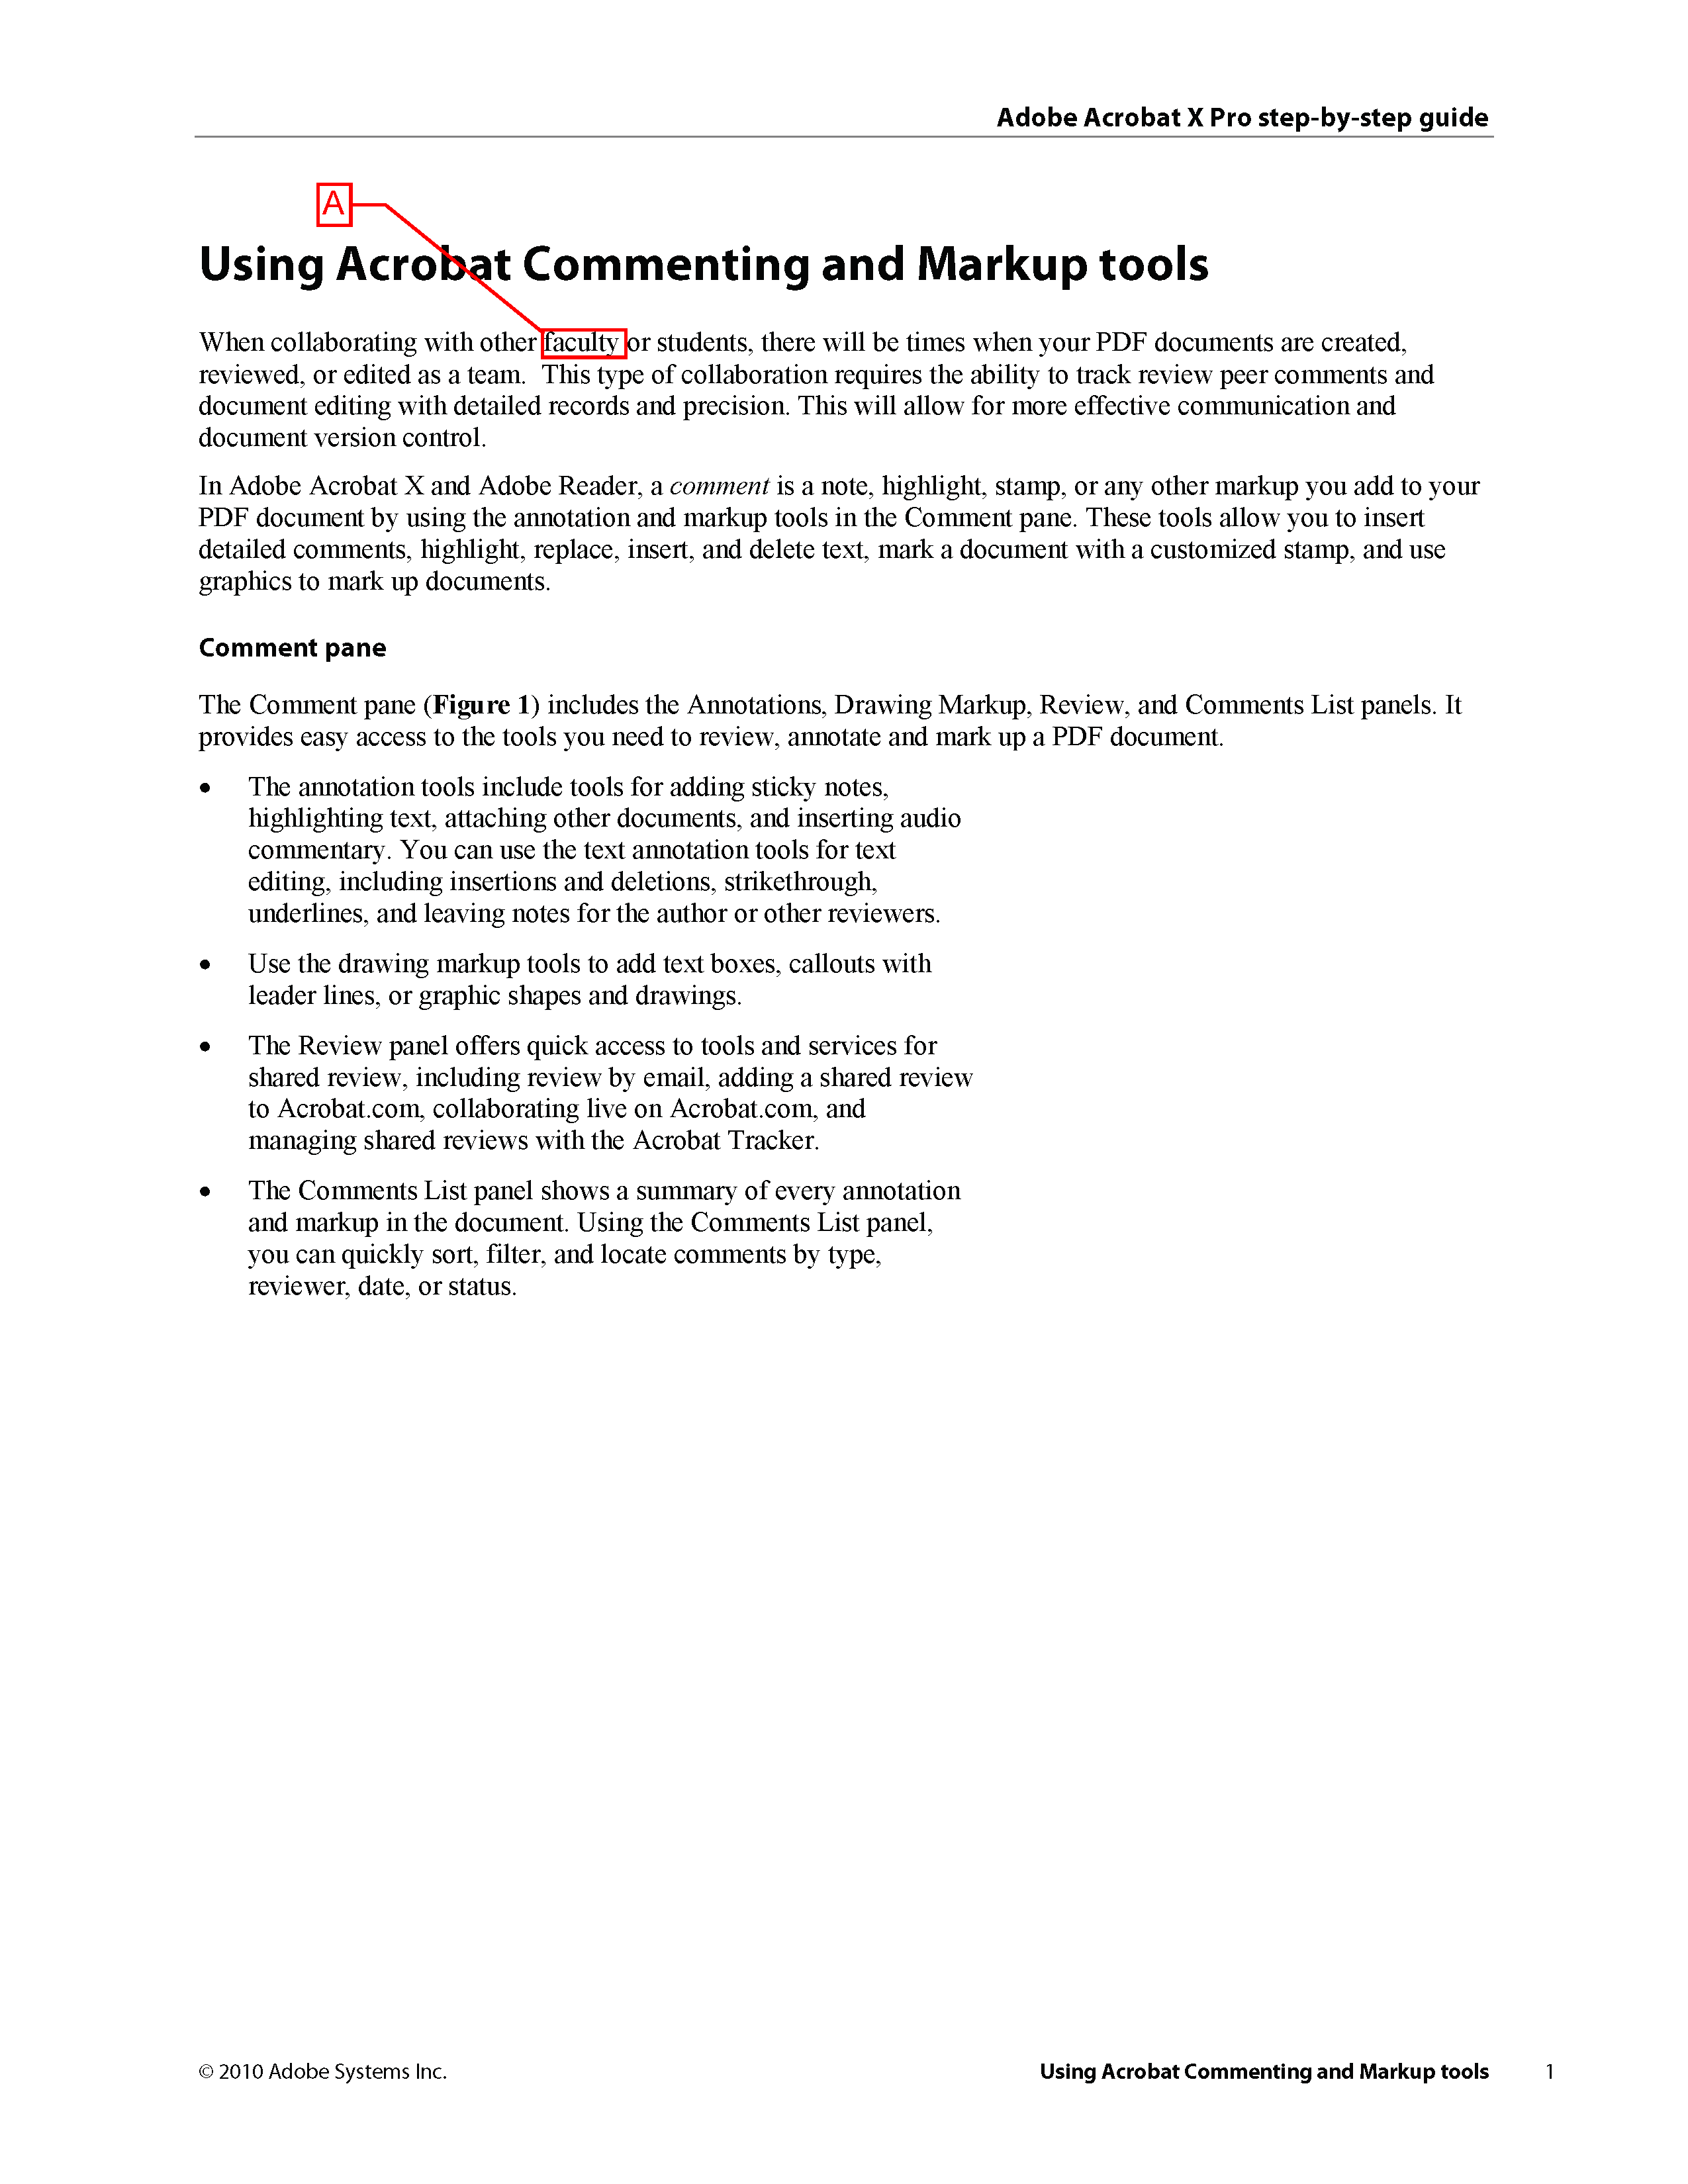 Adobe Acrobat X Pro step-by-step guide
A
Using Acrobat Commenting and Markup tools
When collaborating with other faculty or students, there will be times when your PDF documents are created,
reviewed, or edited as a team.  This type of collaboration requires the ability to track review peer comments and
document editing with detailed records and precision. This will allow for more effective communication and
document version control.
In Adobe Acrobat X and Adobe Reader, a comment is a note, highlight, stamp, or any other markup you add to your
PDF document by using the annotation and markup tools in the Comment pane. These tools allow you to insert
detailed comments, highlight, replace, insert, and delete text, mark a document with a customized stamp, and use
graphics to mark up documents.
Comment pane
The Comment pane (Figure 1) includes the Annotations, Drawing Markup, Review, and Comments List panels. It
provides easy access to the tools you need to review, annotate and mark up a PDF document.
• The annotation tools include tools for adding sticky notes,
highlighting text, attaching other documents, and inserting audio
commentary. You can use the text annotation tools for text
editing, including insertions and deletions, strikethrough,
underlines, and leaving notes for the author or other reviewers.
• Use the drawing markup tools to add text boxes, callouts with
leader lines, or graphic shapes and drawings.
• The Review panel offers quick access to tools and services for
shared review, including review by email, adding a shared review
to Acrobat.com, collaborating live on Acrobat.com, and
managing shared reviews with the Acrobat Tracker.
• The Comments List panel shows a summary of every annotation
and markup in the document. Using the Comments List panel,
you can quickly sort, filter, and locate comments by type,
reviewer, date, or status.
© 2010 Adobe Systems Inc. Using Acrobat Commenting and Markup tools 1